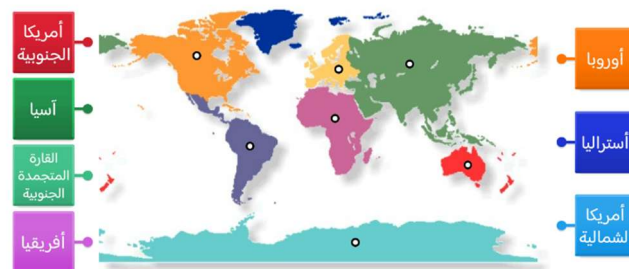 أمريكا
الجنوبية
آسيا
القارة
المتجمدة
الجنوبية
أفريقيا
أوروبا
أستراليا
أمريكا
الشمالية